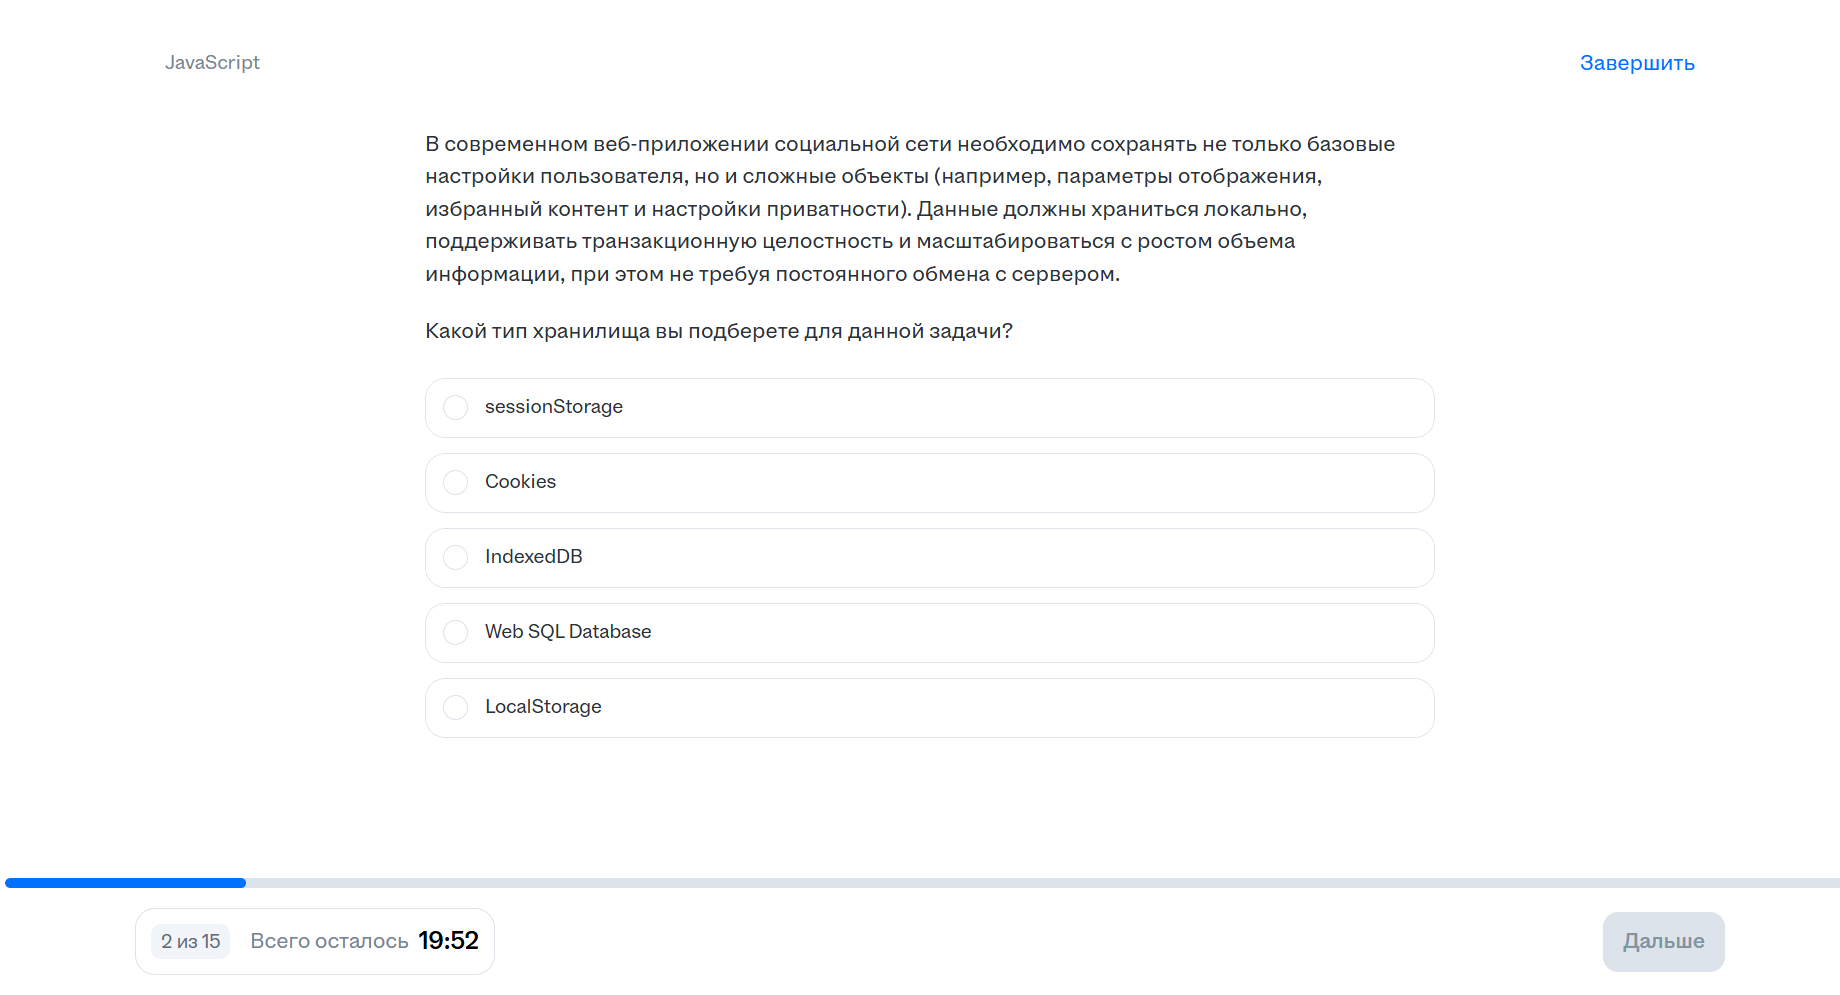 JavaScript
Завершить
В современном веб-приложении социальной сети необходимо сохранять не только базовые
настройки пользователя, но и сложные объекты (например, параметры отображения,
избранный контент и настройки приватности). Данные должны храниться локально,
поддерживать транзакционную целостность и масштабироваться с ростом объема
информации, при этом не требуя постоянного обмена с сервером.
Какой тип хранилища вы подберете для данной задачи?
sessionStorage
Cookies
IndexedDB
Web SQL Database
LocalStorage
2 из 15 Всего осталось 19:52
Дальше